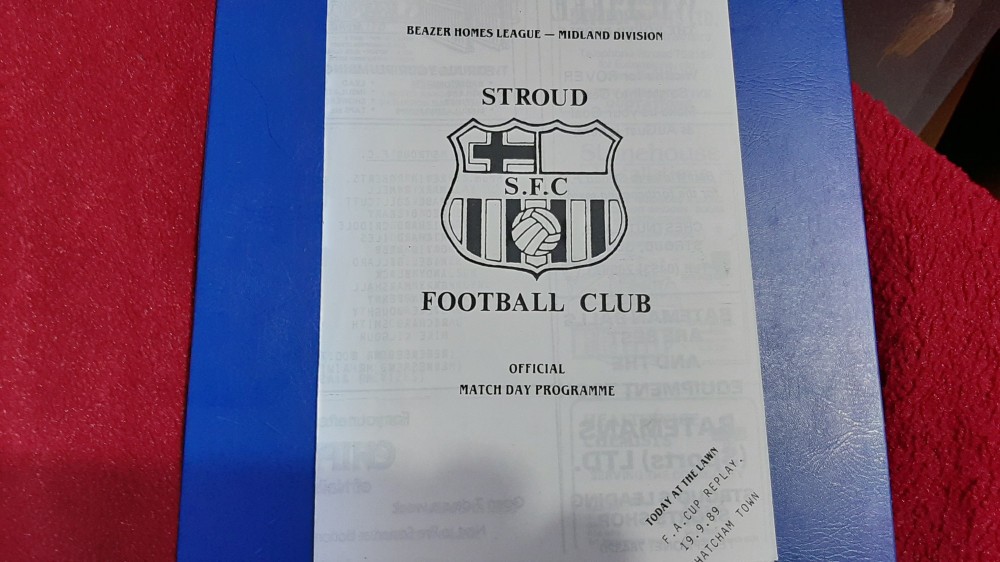 BEAZER HOMES LEAGUE — MIDLAND DIVISION
STROUD
S.F.C
FOOTBALL CLUB
OFFICIAL
MATCH DAY PROGRAMME
TODAY AT THE LAWN
F.A.CUP REPLAY.
19.9.89
HATCHAM TOWN